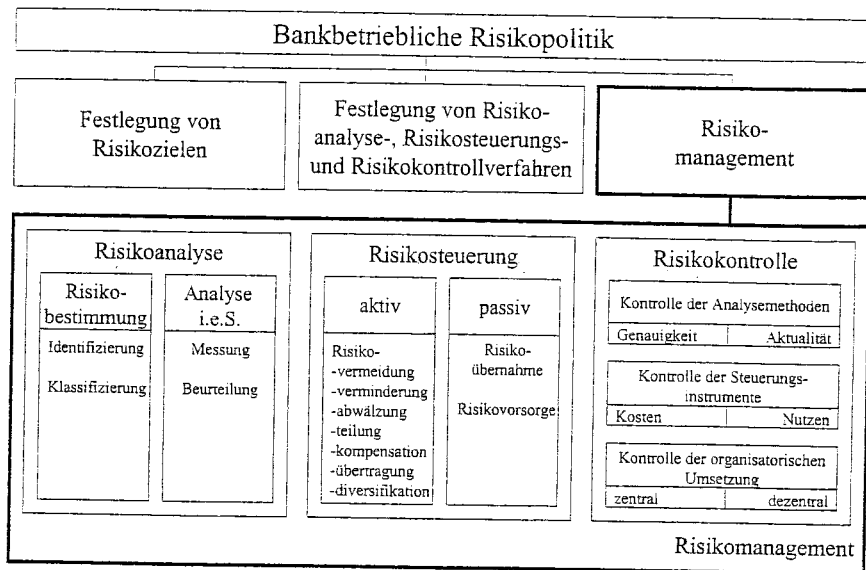 Bankbetriebliche Risikopolitik
Festlegung von
Risikozielen
Festlegung von Risiko-
analyse-, Risikosteuerungs-
und Risikokontrollverfahren
Risiko-
management
Risikoanalyse
Risiko-
bestimmung
Identifizierung
Klassifizierung
Analyse
i.e.S.
Messung
Beurteilung
Risikosteuerung
aktiv
Risiko-
-vermeidung
-verminderung
-abwälzung
-teilung
-kompensation
-übertragung
-diversifikation
passiv
Risiko-
übernahme
Risikovorsorge
Risikokontrolle
Kontrolle der Analysemethoden
Genauigkeit Aktualität
Kontrolle der Steuerungs-
instrumente
Kosten Nutzen
Kontrolle der organisatorischen
Umsetzung
zentral dezentral
Risikomanagement